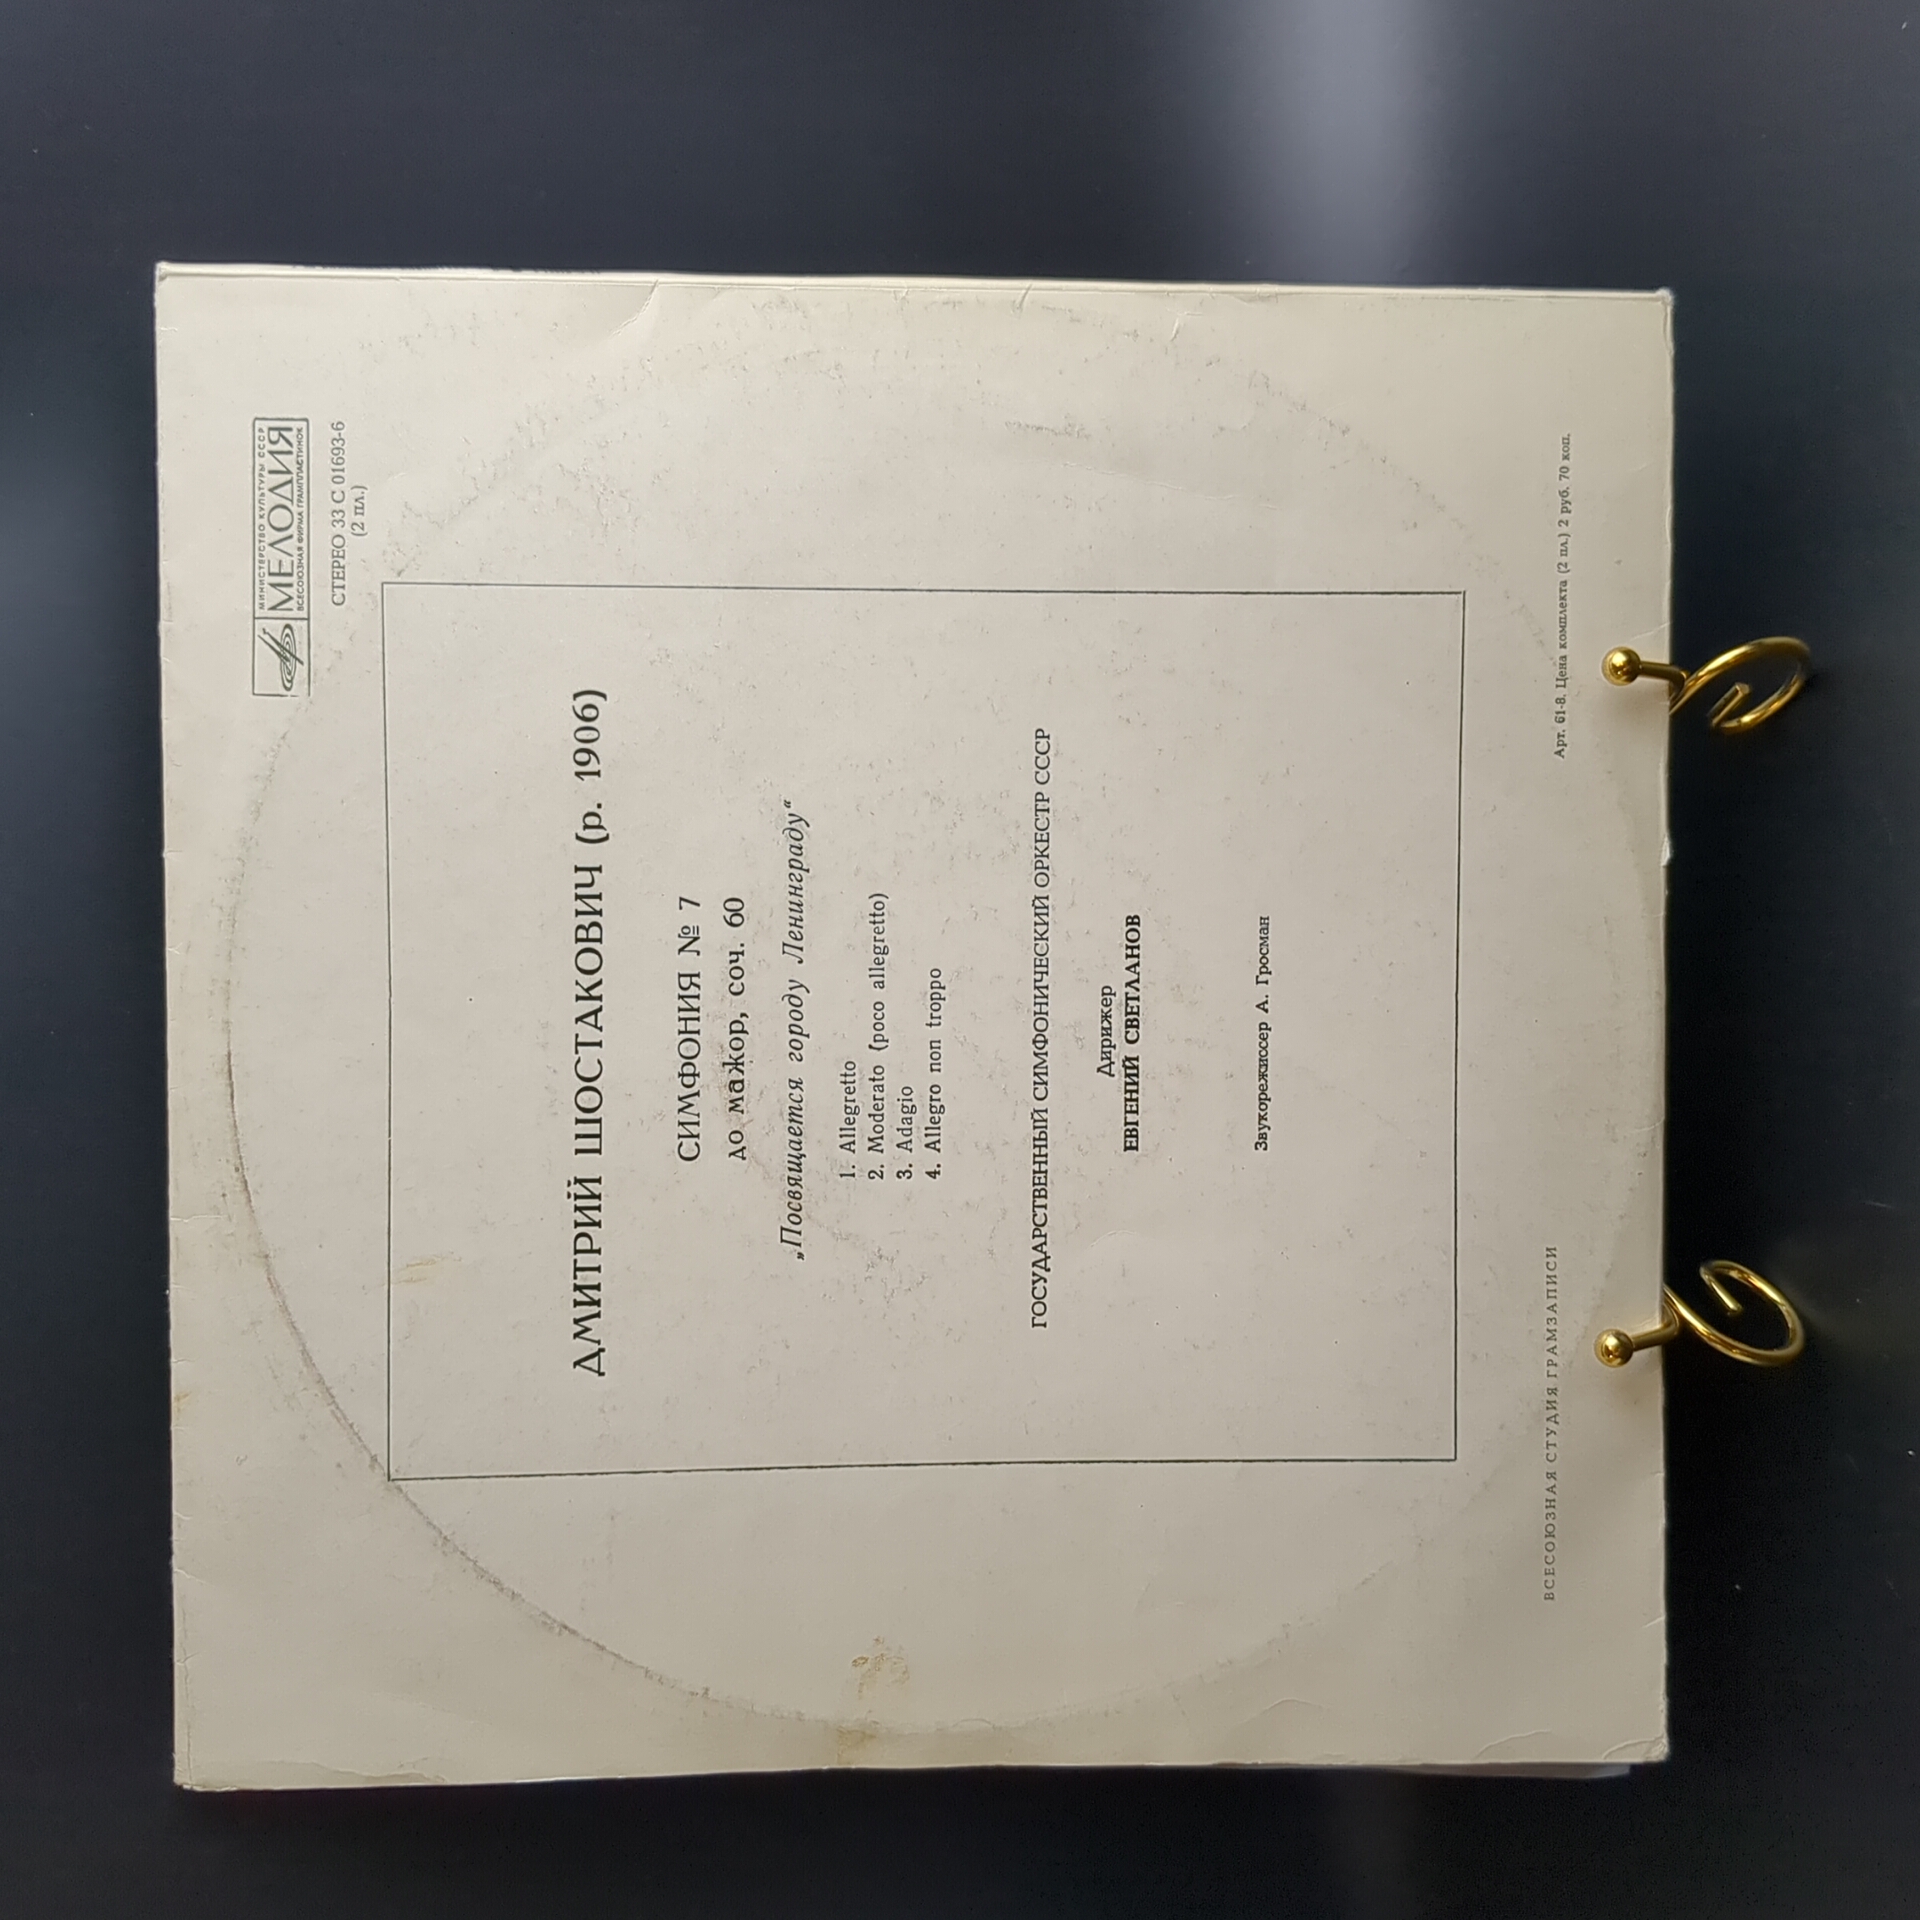 МИНИСТЕРСТВО КУЛЬТУРЫ СССР
МЕЛОДИЯ
ВСЕСОЮЗНАЯ ФИРМА ГРАМПЛАСТИНОК
СТЕРЕО 33 С 01693-6
(2 пл.)
ДМИТРИЙ ШОСТАКОВИЧ (р. 1906)
СИМФОНИЯ № 7
до мажор, соч. 60
„Посвящается городу Ленинграду“
1. Allegretto
2. Moderato (poco allegretto)
3. Adagio
4. Allegro non troppo
ГОСУДАРСТВЕННЫЙ СИМФОНИЧЕСКИЙ ОРКЕСТР СССР
Дирижер
ЕВГЕНИЙ СВЕТЛАНОВ
Звукорежиссер А. Гросман
ВСЕСОЮЗНАЯ СТУДИЯ ГРАМЗАПИСИ
Арт. 61-8. Цена комплекта (2 пл.) 2 руб. 70 коп.